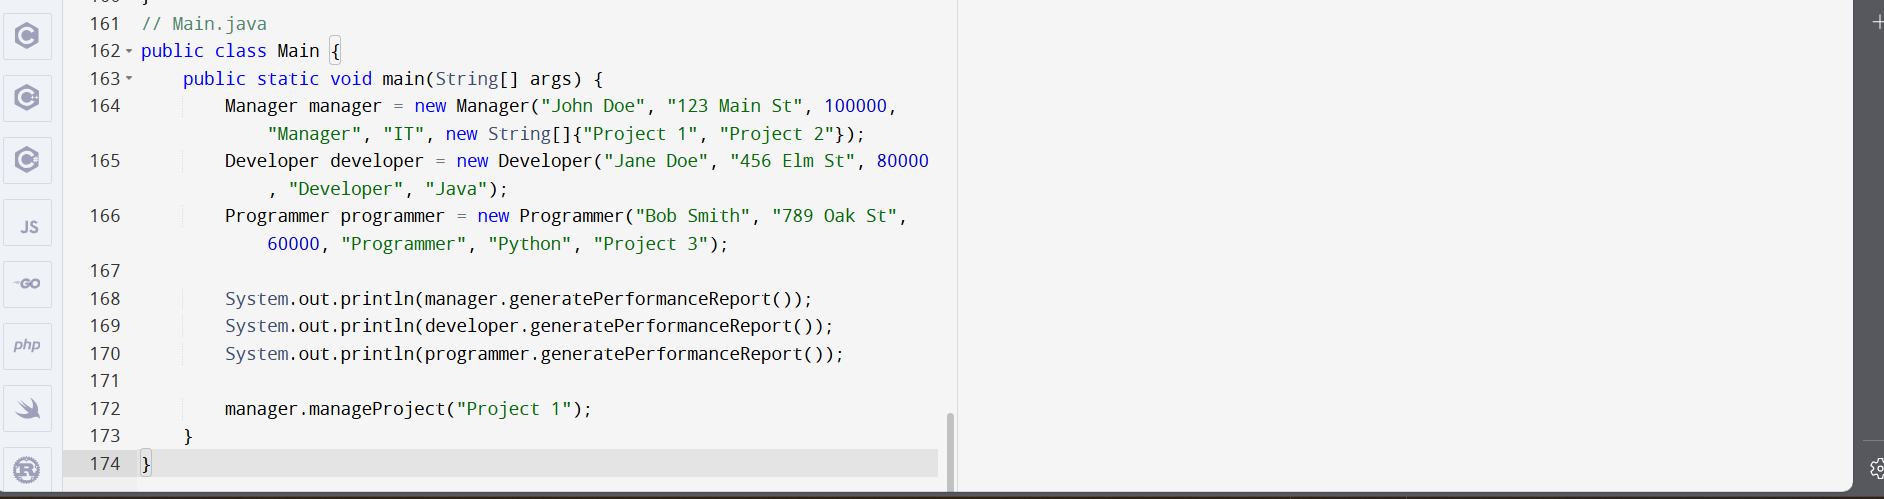 161 // Main.java
162 public class Main {
163 public static void main(String[] args) {
164 Manager manager = new Manager("John Doe", "123 Main St", 100000,
"Manager", "IT", new String[]{"Project 1", "Project 2"});
165 Developer developer = new Developer("Jane Doe", "456 Elm St", 80000
, "Developer", "Java");
166 Programmer programmer = new Programmer("Bob Smith", "789 Oak St",
60000, "Programmer", "Python", "Project 3");
167
168 System.out.println(manager.generatePerformanceReport());
169 System.out.println(developer.generatePerformanceReport());
170 System.out.println(programmer.generatePerformanceReport());
171
172 manager.manageProject("Project 1");
173 }
174 }
C
C++
C#
JS
GO
php
R